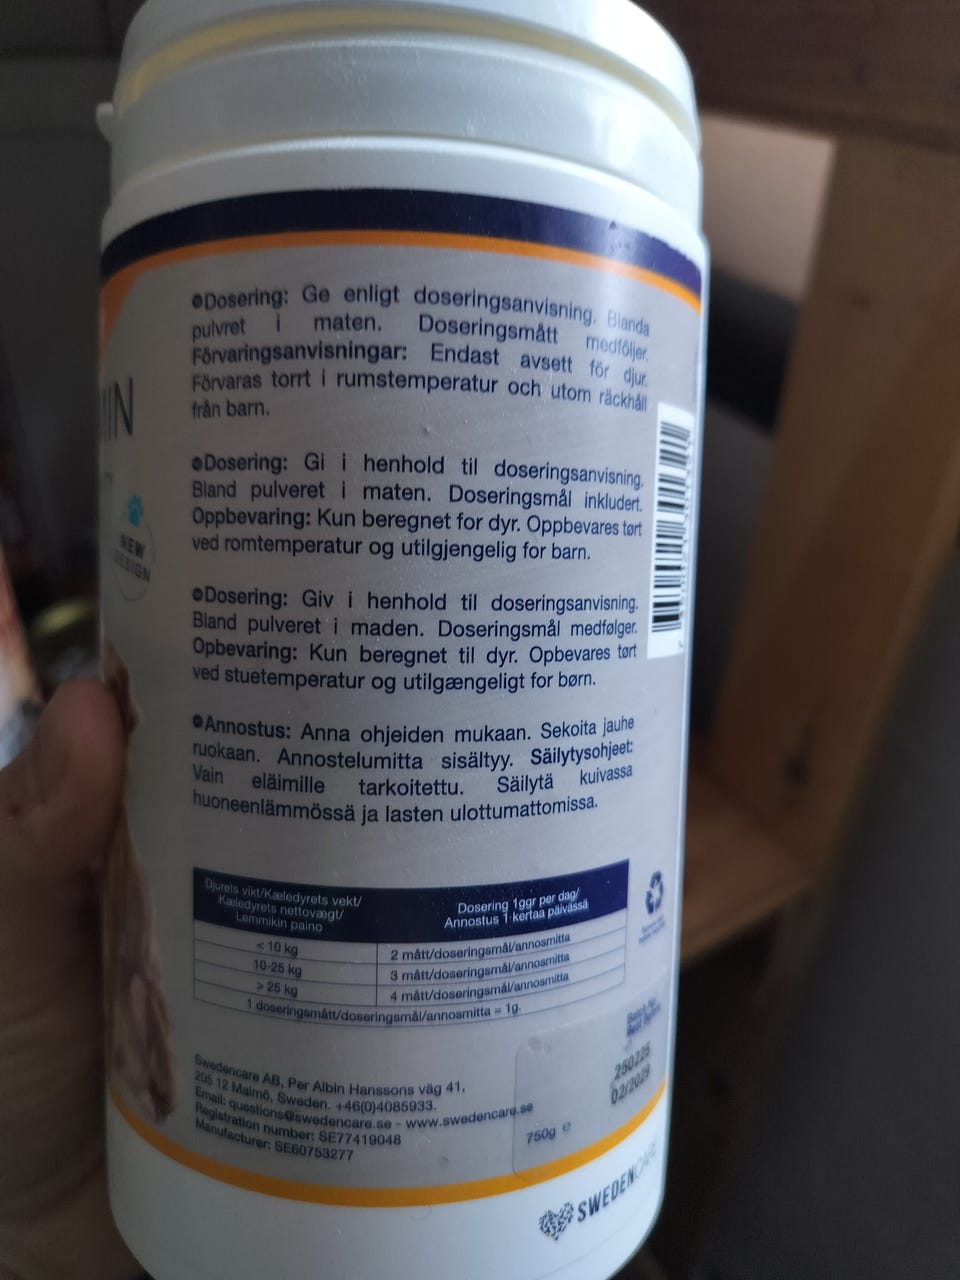 MIN
TY
NEW
DESIGN
Dosering: Ge enligt doseringsanvisning. Blanda
pulvret i maten. Doseringsmått medföljer.
Förvaringsanvisningar: Endast avsett för djur.
Förvaras torrt i rumstemperatur och utom räckhåll
från barn.
Dosering: Gi i henhold til doseringsanvisning.
Bland pulveret i maten. Doseringsmål inkludert.
Oppbevaring: Kun beregnet for dyr. Oppbevares tørt
ved romtemperatur og utilgjengelig for barn.
Dosering: Giv i henhold til doseringsanvisning.
Bland pulveret i maden. Doseringsmål medfølger.
Opbevaring: Kun beregnet til dyr. Opbevares tørt
ved stuetemperatur og utilgængeligt for børn.
Annostus: Anna ohjeiden mukaan. Sekoita jauhe
ruokaan. Annostelumitta sisältyy. Säilytysohjeet:
Vain eläimille tarkoitettu. Säilytä kuivassa
huoneenlämmössä ja lasten ulottumattomissa.
Djurets vikt/Kæledyrets vekt/
Kæledyrets nettovægt/
Lemmikin paino
Dosering 1ggr per dag/
Annostus 1 kertaa päivässä
< 10 kg 2 mått/doseringsmål/annosmitta
10-25 kg 3 mått/doseringsmål/annosmitta
> 25 kg 4 mått/doseringsmål/annosmitta
1 doseringsmått/doseringsmål/annosmitta = 1g.
Swedencare AB, Per Albin Hanssons väg 41,
205 12 Malmö, Sweden. +46(0)4085933.
Email: questions@swedencare.se - www.swedencare.se
Registration number: SE77419048
Manufacturer: SE60753277
250225
02/2028
750g e
SWEDENCARE